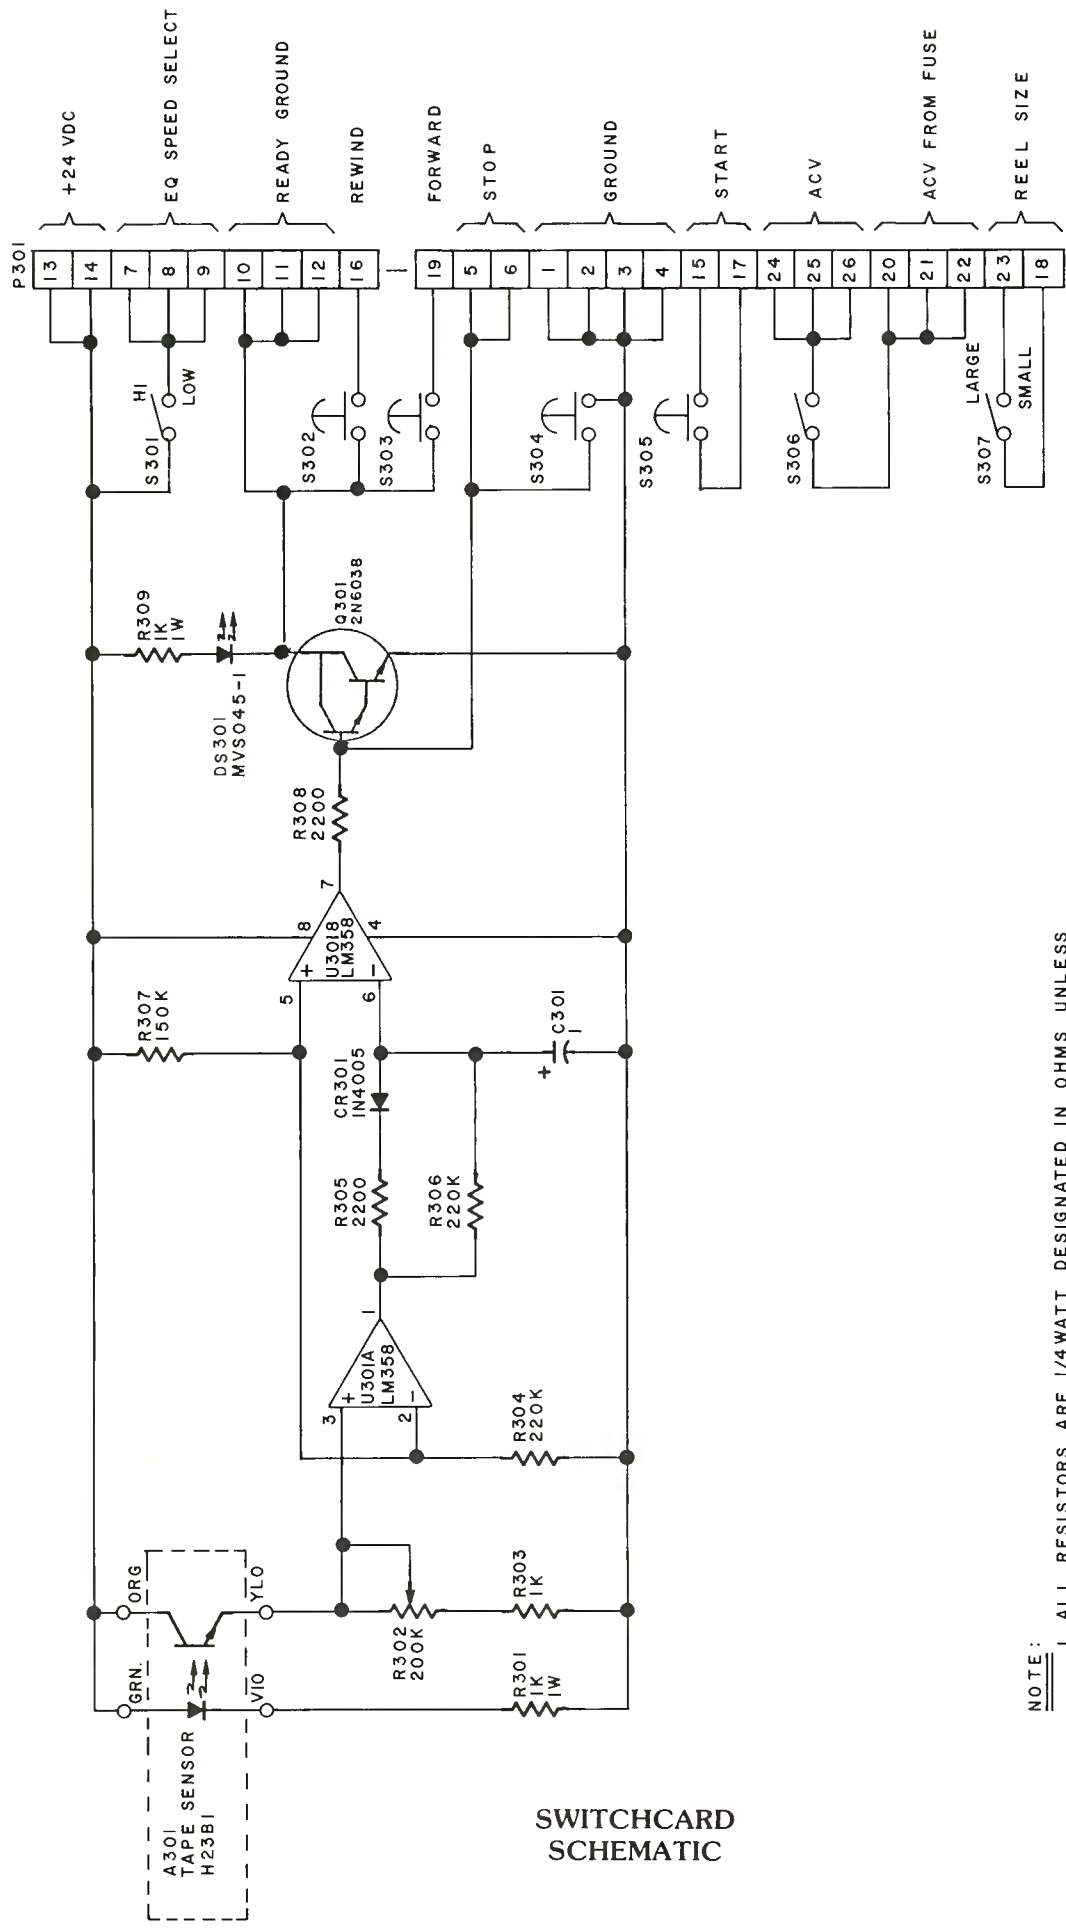 P301
13
14
7
8
9
10
11
12
16
19
5
6
1
2
3
4
15
17
24
25
26
20
21
22
23
18
+24 VDC
EQ SPEED SELECT
READY GROUND
REWIND
FORWARD
STOP
GROUND
START
ACV
ACV FROM FUSE
REEL SIZE
S301
HI
LOW
S302
S303
S304
S305
S306
S307
LARGE
SMALL
R309
1K
1W
DS301
MVS045-1
Q301
2N6038
R308
2200
7
8
U301B
LM358
4
+
5
-
6
R307
150K
CR301
1N4005
+
C301
1
R305
2200
R306
220K
1
U301A
LM358
3
+
2
-
R304
220K
A301
TAPE SENSOR
H23B1
GRN.
ORG
VIO
YLO
R302
200K
R303
1K
R301
1K
1W
NOTE:
1. ALL RESISTORS ARE 1/4WATT DESIGNATED IN OHMS UNLESS
SWITCHCARD
SCHEMATIC